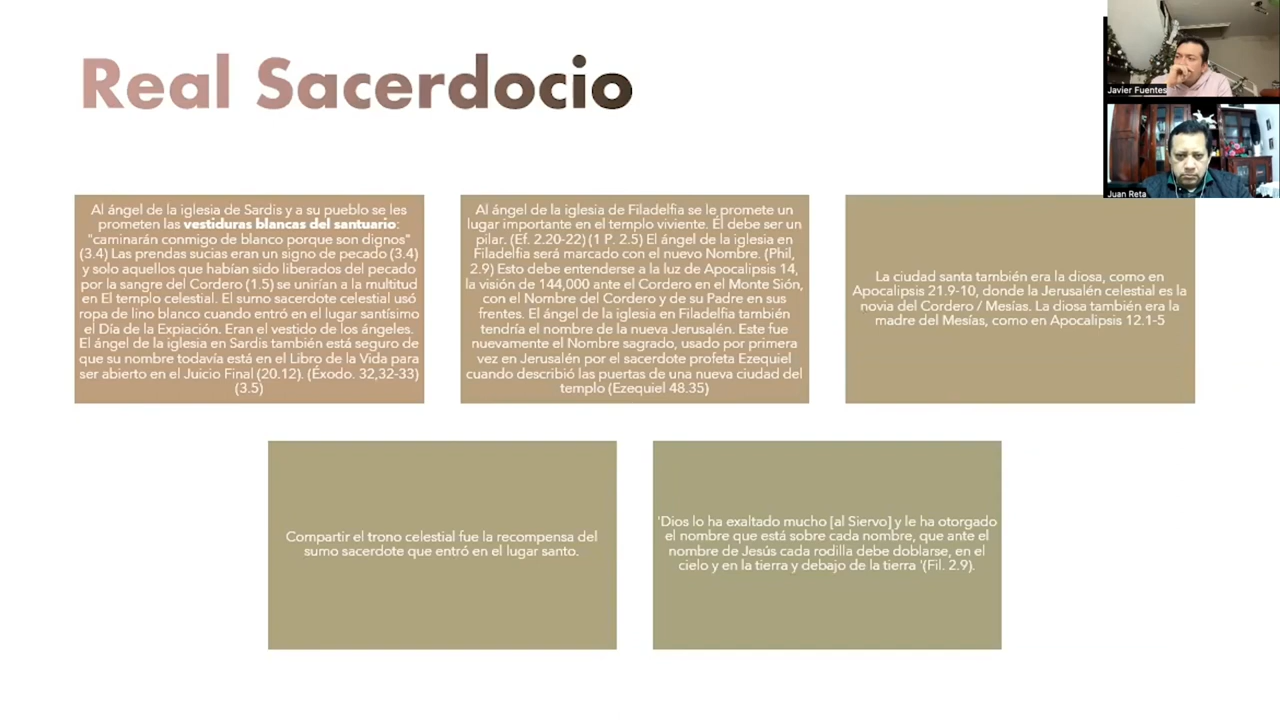 Real Sacerdocio
Javier Fuentes
Juan Reta
Al ángel de la iglesia de Sardis y a su pueblo se les
prometen las vestiduras blancas del santuario:
"caminarán conmigo de blanco porque son dignos"
(3.4) Las prendas sucias eran un signo de pecado (3.4)
y solo aquellos que habían sido liberados del pecado
por la sangre del Cordero (1.5) se unirían a la multitud
en El templo celestial. El sumo sacerdote celestial usó
ropa de lino blanco cuando entró en el lugar santísimo
el Día de la Expiación. Eran el vestido de los ángeles.
El ángel de la iglesia en Sardis también está seguro de
que su nombre todavía está en el Libro de la Vida para
ser abierto en el Juicio Final (20.12). (Éxodo. 32,32-33)
(3.5)
Al ángel de la iglesia de Filadelfia se le promete un
lugar importante en el templo viviente. Él debe ser un
pilar. (Ef. 2.20-22) (1 P. 2.5) El ángel de la iglesia en
Filadelfia será marcado con el nuevo Nombre. (Phil,
2.9) Esto debe entenderse a la luz de Apocalipsis 14,
la visión de 144,000 ante el Cordero en el Monte Sión,
con el Nombre del Cordero y de su Padre en sus
frentes. El ángel de la iglesia en Filadelfia también
tendría el nombre de la nueva Jerusalén. Este fue
nuevamente el Nombre sagrado, usado por primera
vez en Jerusalén por el sacerdote profeta Ezequiel
cuando describió las puertas de una nueva ciudad del
templo (Ezequiel 48.35)
La ciudad santa también era la diosa, como en
Apocalipsis 21.9-10, donde la Jerusalén celestial es la
novia del Cordero / Mesías. La diosa también era la
madre del Mesías, como en Apocalipsis 12.1-5
Compartir el trono celestial fue la recompensa del
sumo sacerdote que entró en el lugar santo.
'Dios lo ha exaltado mucho [al Siervo] y le ha otorgado
el nombre que está sobre cada nombre, que ante el
nombre de Jesús cada rodilla debe doblarse, en el
cielo y en la tierra y debajo de la tierra '(Fil. 2.9).